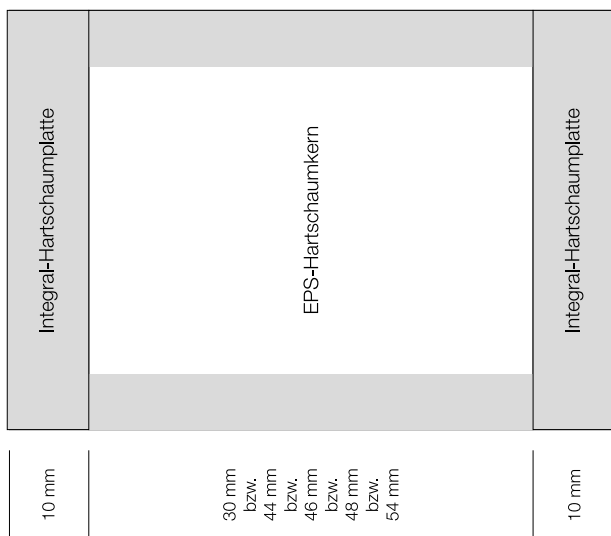 Integral-Hartschaumplatte
EPS-Hartschaumkern
Integral-Hartschaumplatte
10 mm
30 mm
bzw.
44 mm
bzw.
46 mm
bzw.
48 mm
bzw.
54 mm
10 mm